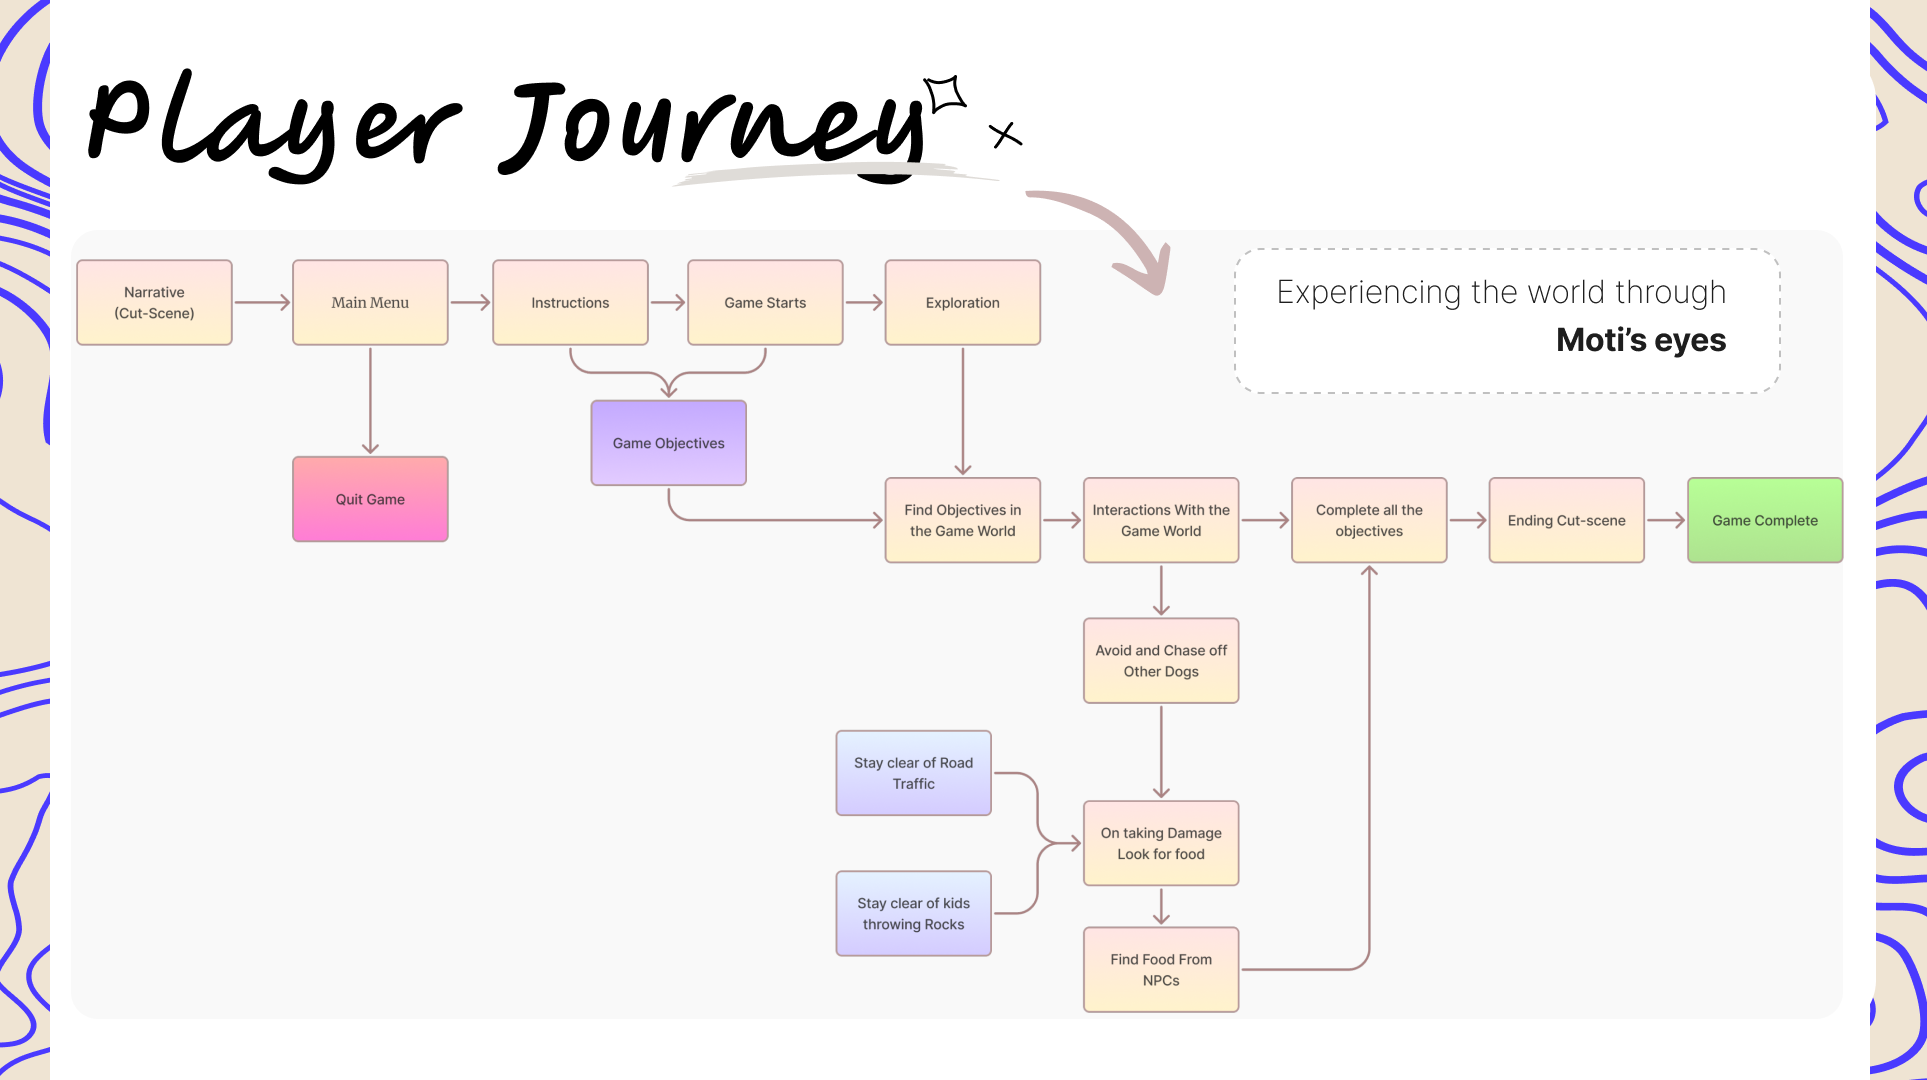 Player Journey
Experiencing the world through
Moti’s eyes
Narrative
(Cut-Scene)
Main Menu
Instructions
Game Starts
Exploration
Game Objectives
Quit Game
Find Objectives in
the Game World
Interactions With the
Game World
Complete all the
objectives
Ending Cut-scene
Game Complete
Avoid and Chase off
Other Dogs
Stay clear of Road
Traffic
On taking Damage
Look for food
Stay clear of kids
throwing Rocks
Find Food From
NPCs